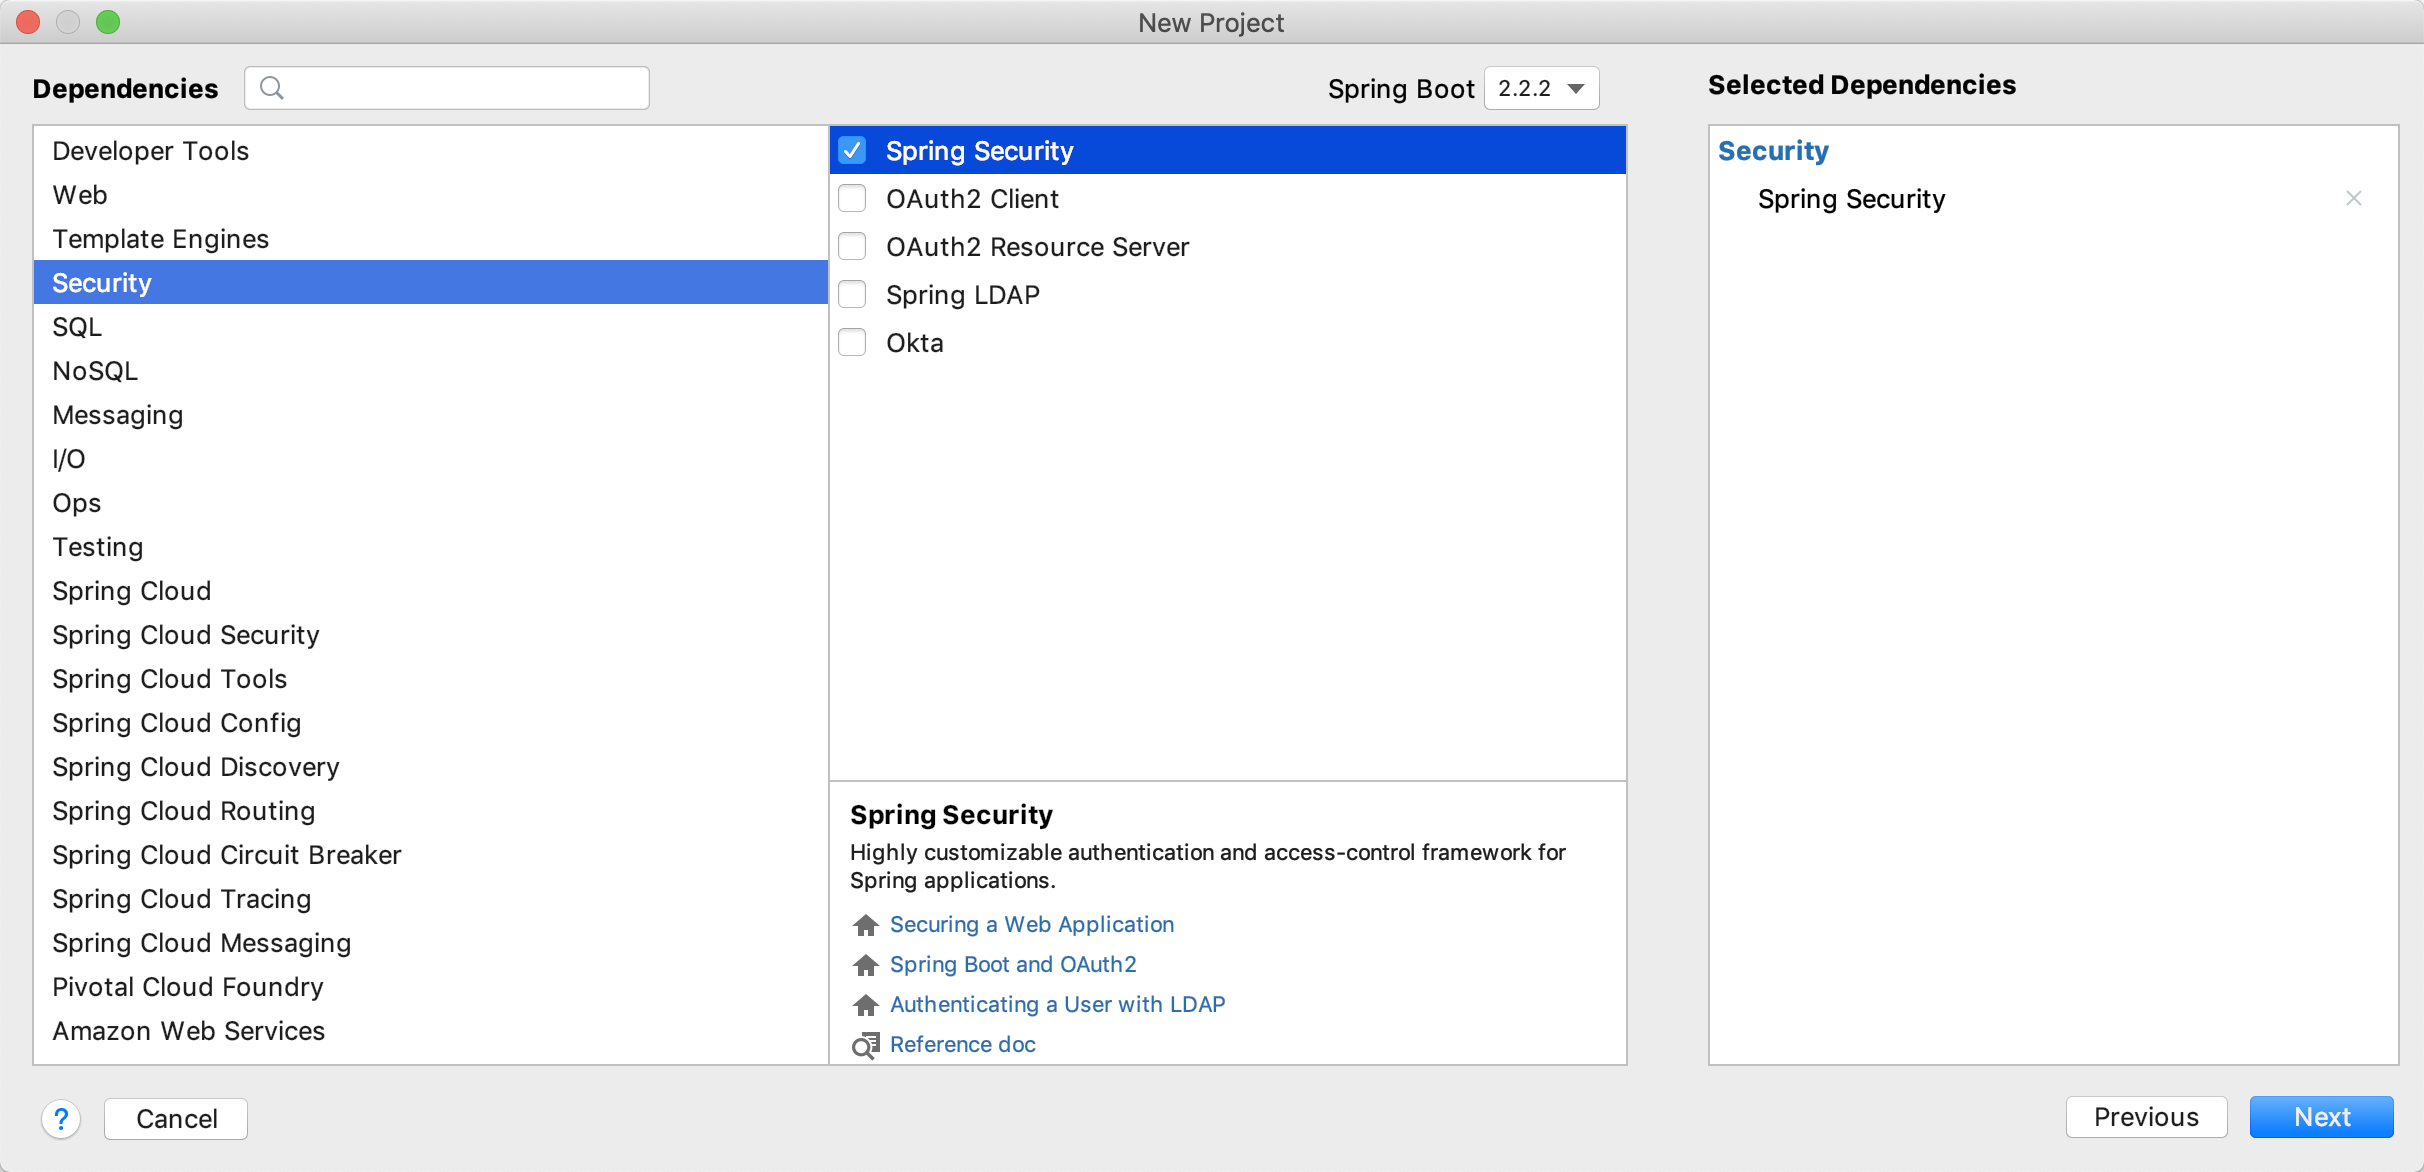 New Project
Dependencies
Spring Boot 2.2.2
Selected Dependencies
Developer Tools
Web
Template Engines
Security
SQL
NoSQL
Messaging
I/O
Ops
Testing
Spring Cloud
Spring Cloud Security
Spring Cloud Tools
Spring Cloud Config
Spring Cloud Discovery
Spring Cloud Routing
Spring Cloud Circuit Breaker
Spring Cloud Tracing
Spring Cloud Messaging
Pivotal Cloud Foundry
Amazon Web Services
Spring Security
OAuth2 Client
OAuth2 Resource Server
Spring LDAP
Okta
Spring Security
Highly customizable authentication and access-control framework for
Spring applications.
Securing a Web Application
Spring Boot and OAuth2
Authenticating a User with LDAP
Reference doc
Security
Spring Security
?
Cancel
Previous
Next